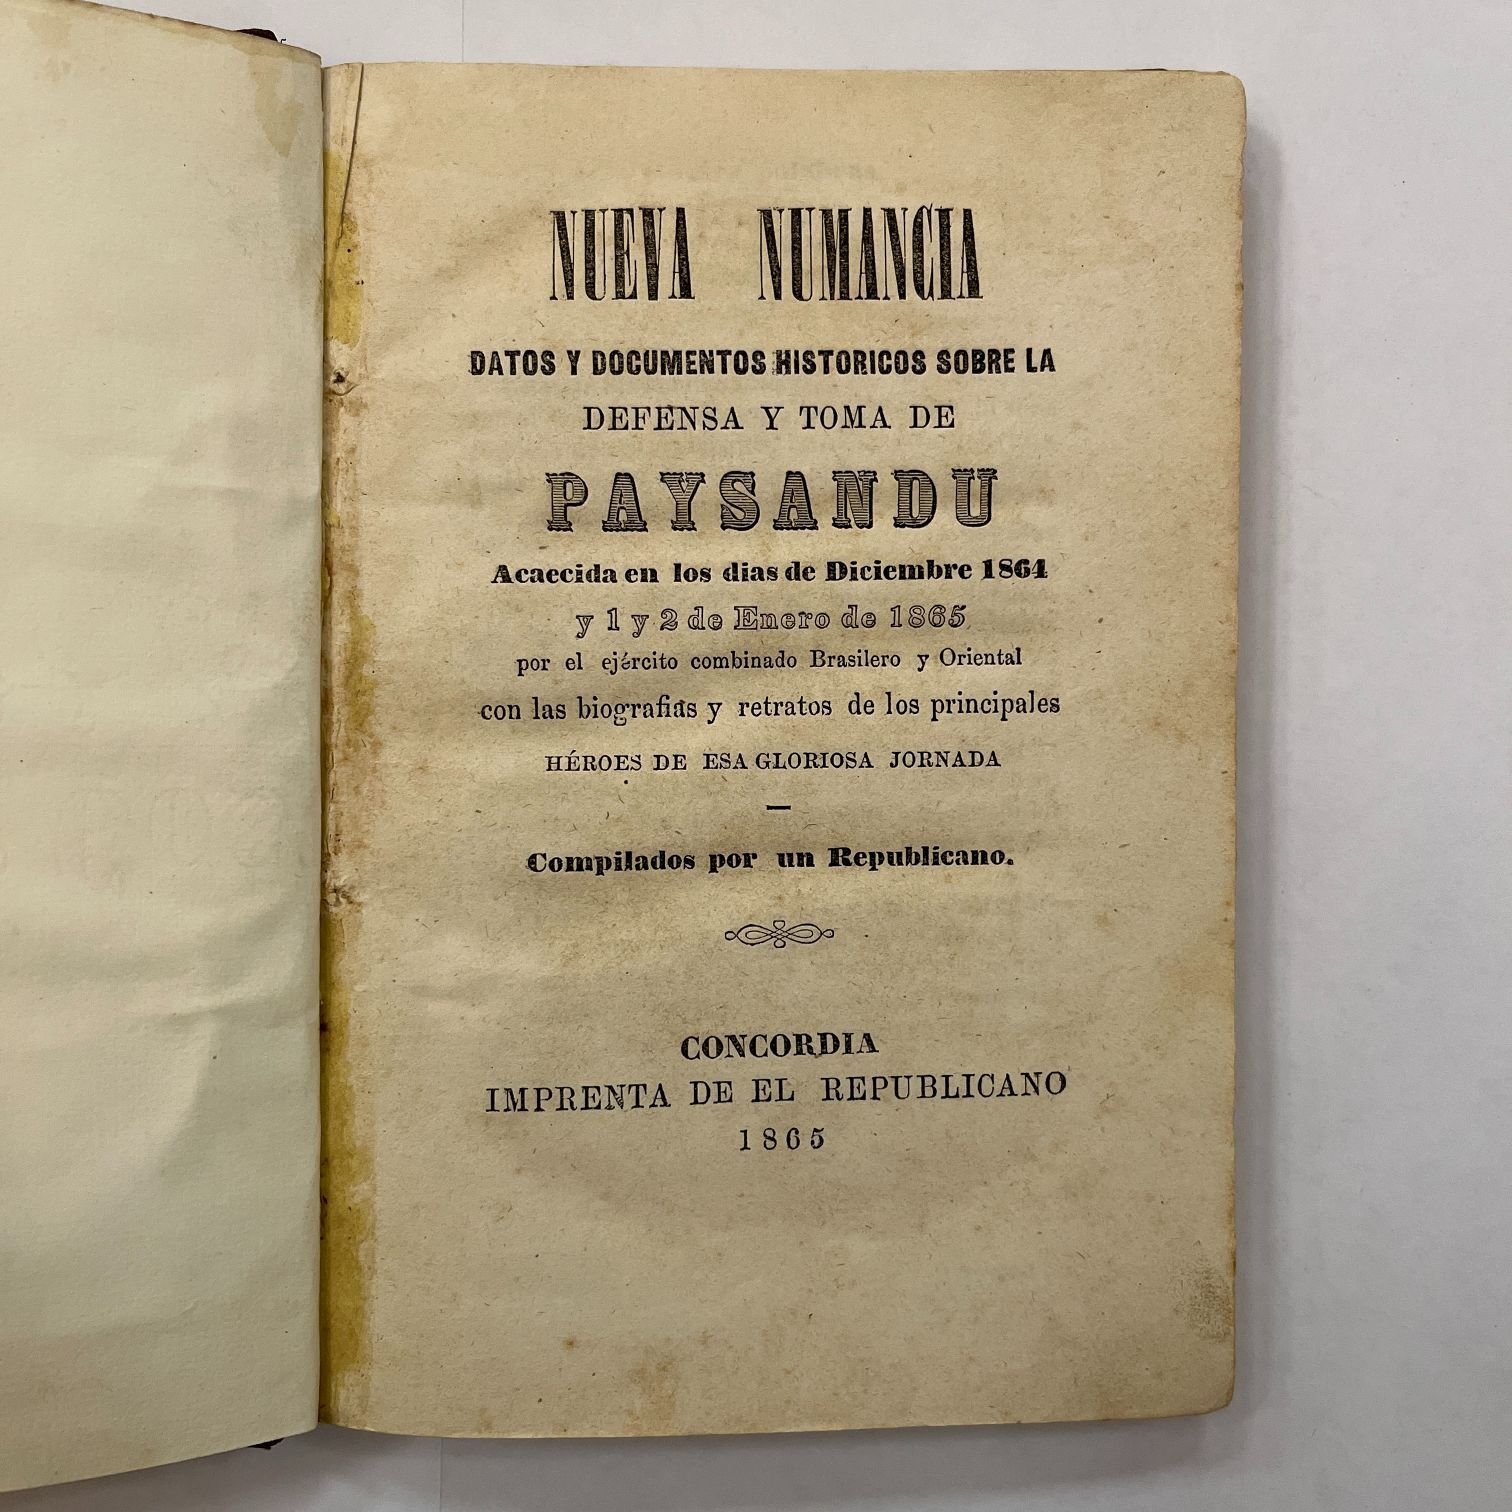 NUEVA NUMANCIA
DATOS Y DOCUMENTOS HISTORICOS SOBRE LA
DEFENSA Y TOMA DE
PAYSANDU
Acaecida en los dias de Diciembre 1864
y 1 y 2 de Enero de 1865
por el ejército combinado Brasilero y Oriental
con las biografias y retratos de los principales
HÉROES DE ESA GLORIOSA JORNADA
—
Compilados por un Republicano.
CONCORDIA
IMPRENTA DE EL REPUBLICANO
1865